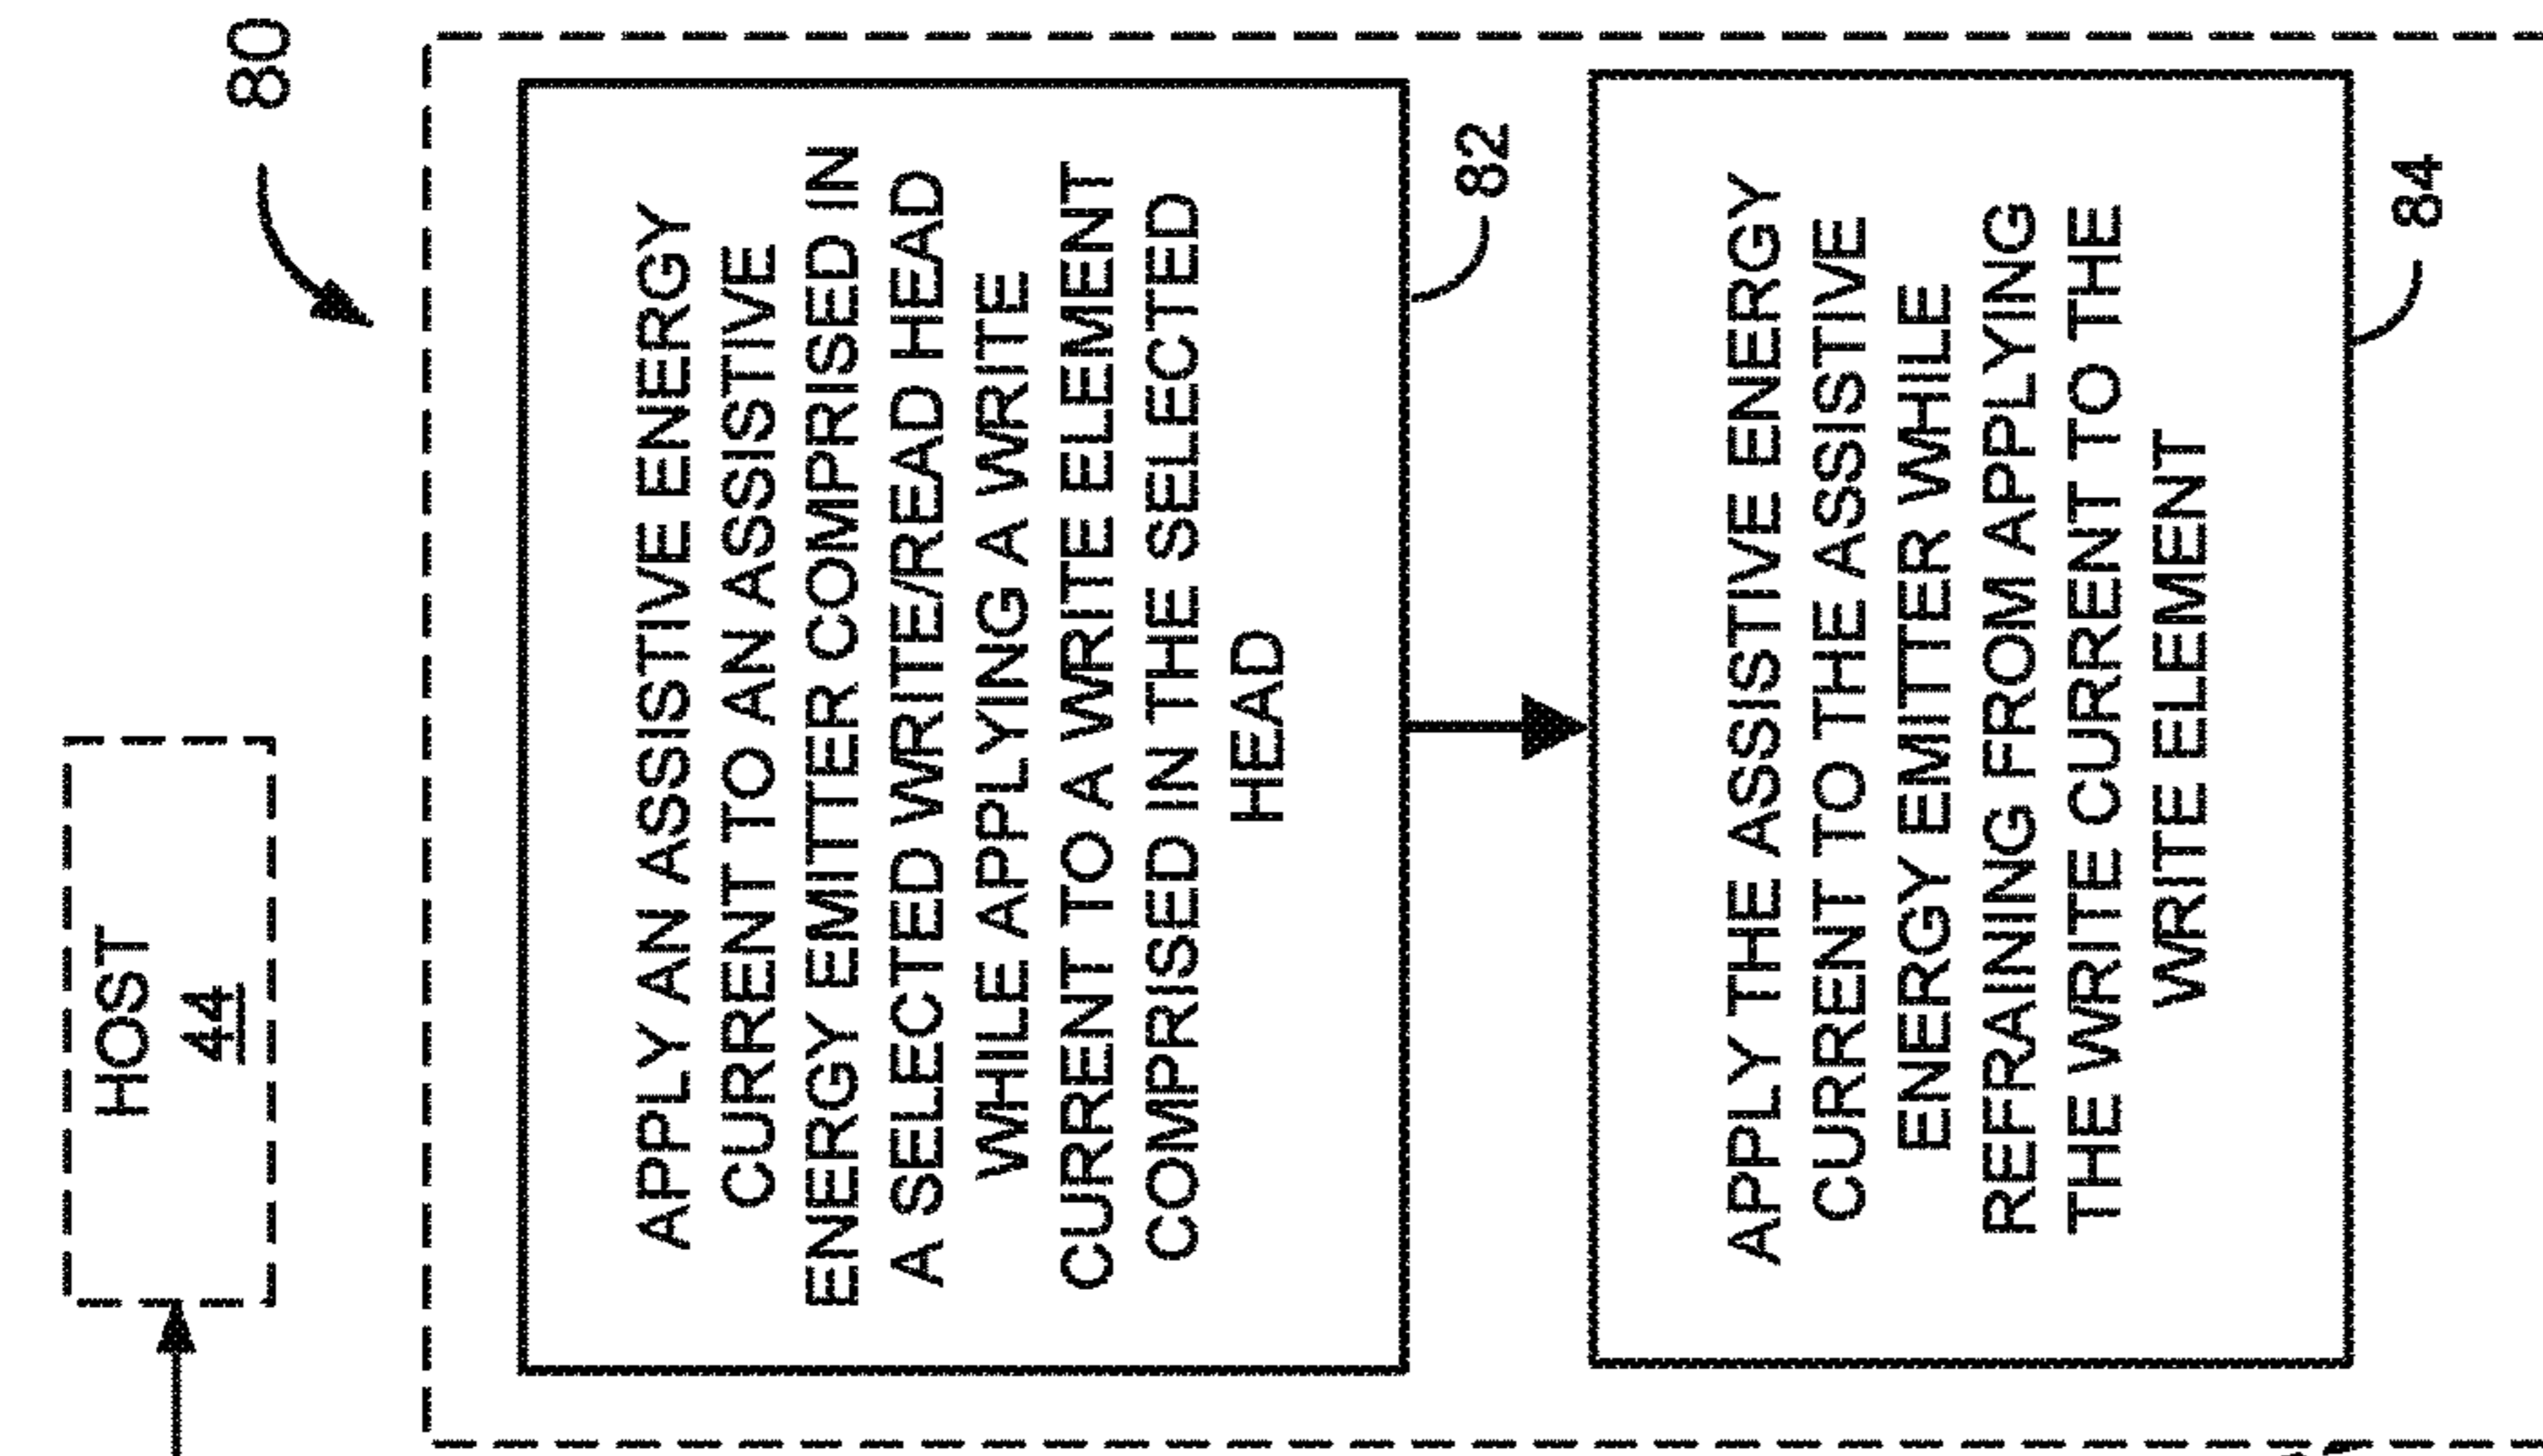 HOST
44
80
APPLY AN ASSISTIVE ENERGY
CURRENT TO AN ASSISTIVE
ENERGY EMITTER COMPRISED IN
A SELECTED WRITE/READ HEAD
WHILE APPLYING A WRITE
CURRENT TO A WRITE ELEMENT
COMPRISED IN THE SELECTED
HEAD
82
APPLY THE ASSISTIVE ENERGY
CURRENT TO THE ASSISTIVE
ENERGY EMITTER WHILE
REFRAINING FROM APPLYING
THE WRITE CURRENT TO THE
WRITE ELEMENT
84